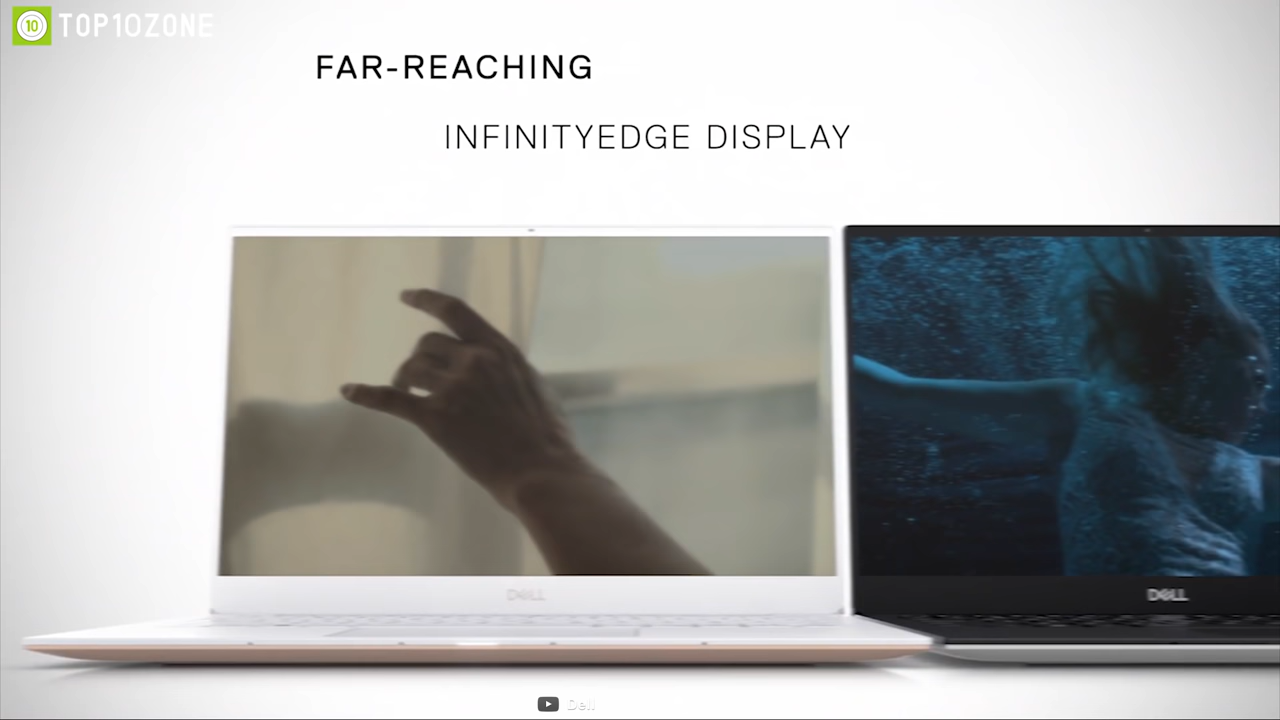 TOP10ZONE
FAR-REACHING
INFINITYEDGE DISPLAY
DELL
DELL
Dell